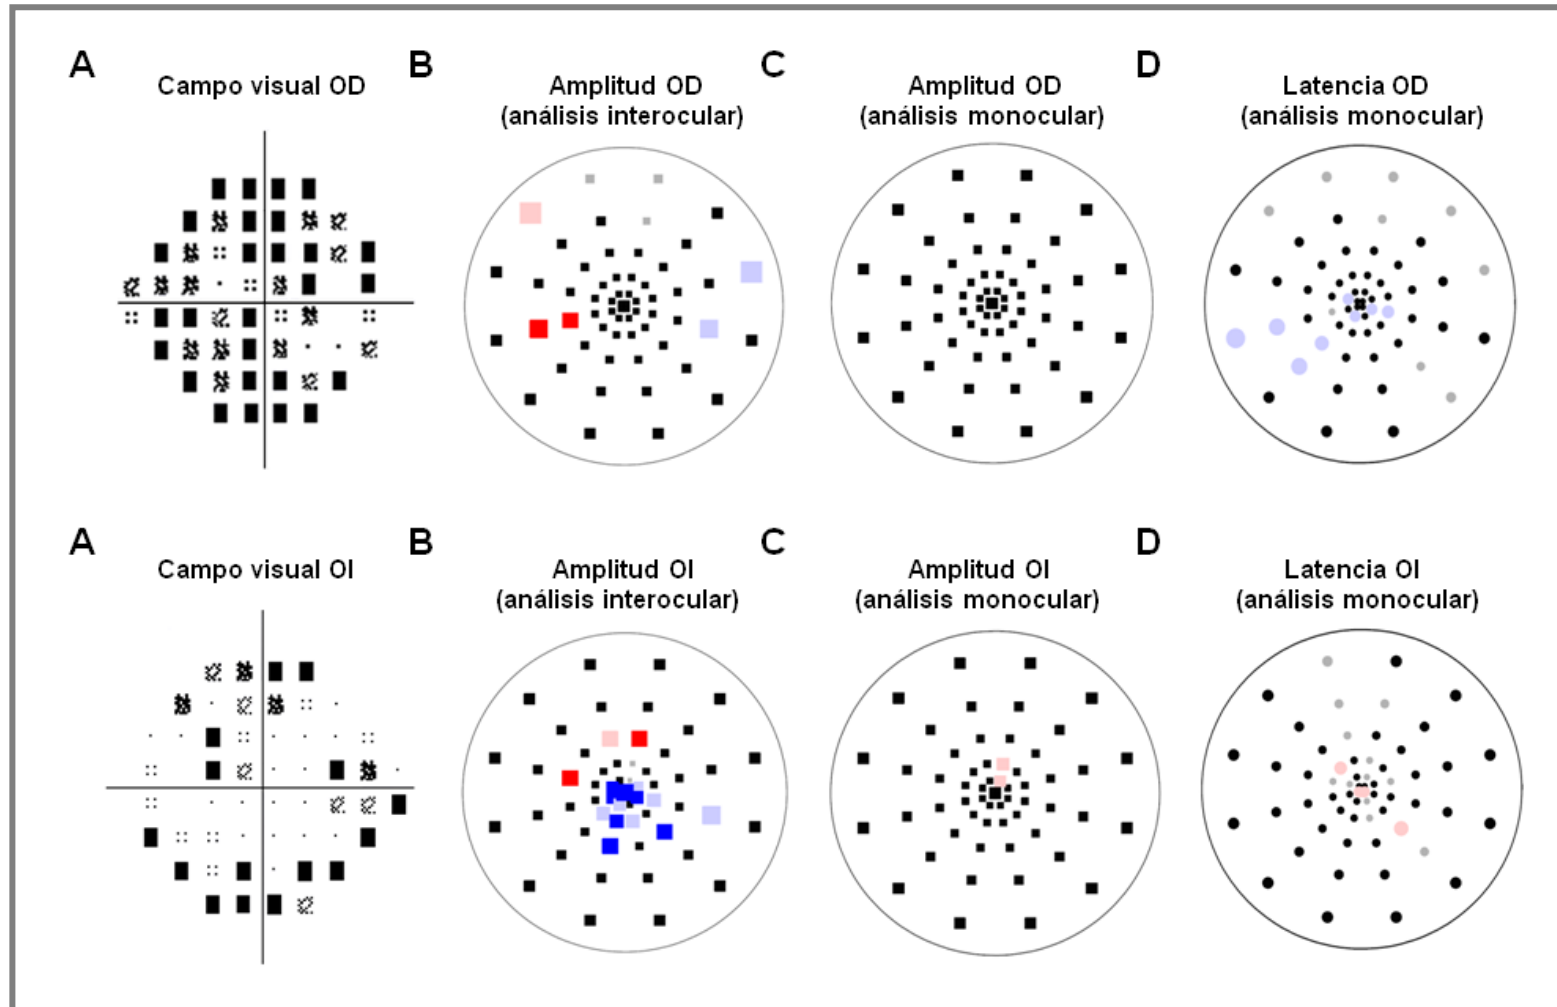 A
Campo visual OD
B
Amplitud OD
(análisis interocular)
C
Amplitud OD
(análisis monocular)
D
Latencia OD
(análisis monocular)
A
Campo visual OI
B
Amplitud OI
(análisis interocular)
C
Amplitud OI
(análisis monocular)
D
Latencia OI
(análisis monocular)